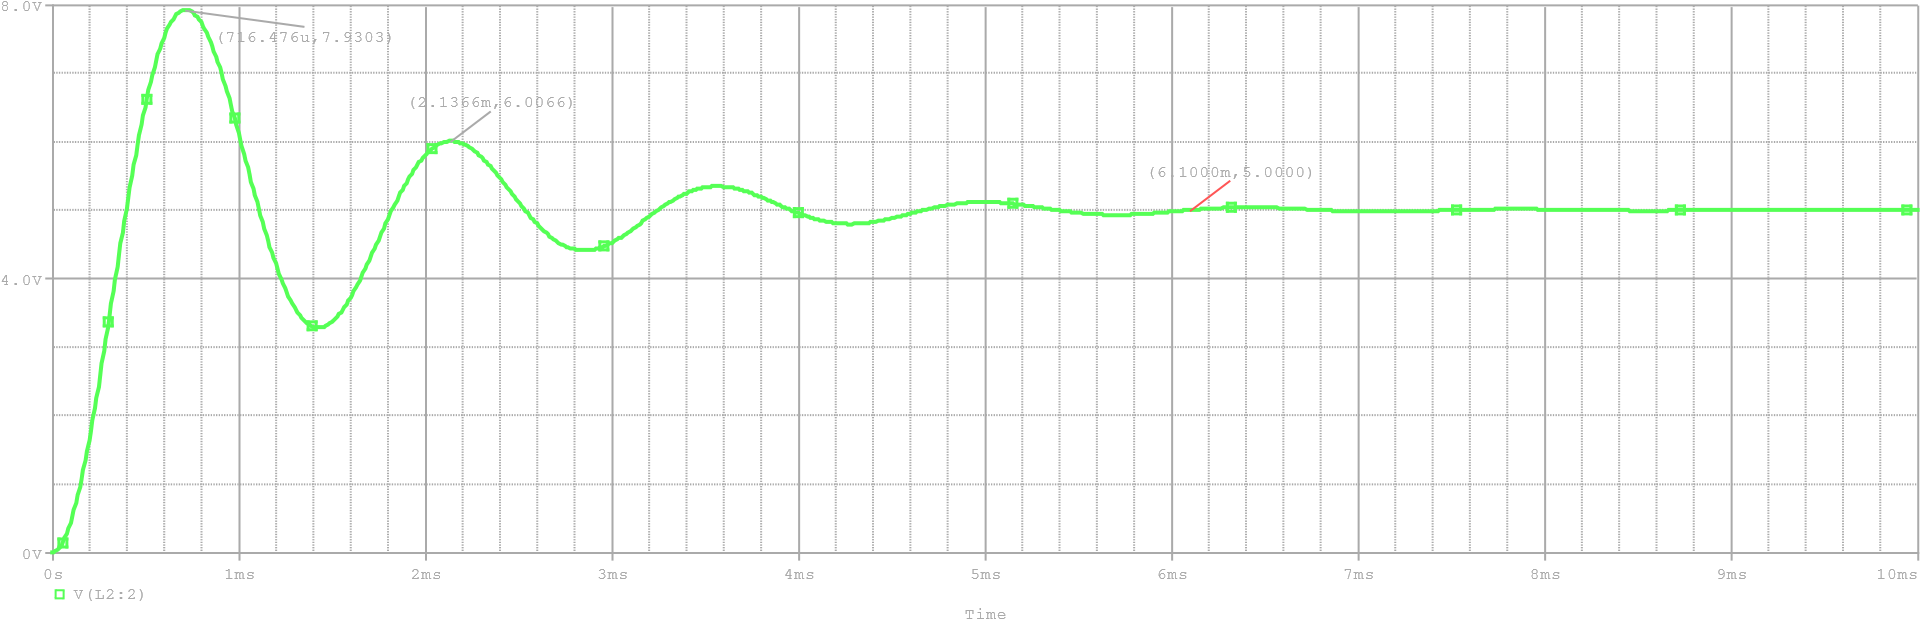 8.0V
(716.476u,7.9303)
(2.1366m,6.0066)
(6.1000m,5.0000)
4.0V
0V
0s 1ms 2ms 3ms 4ms 5ms 6ms 7ms 8ms 9ms 10ms
V(L2:2)
Time